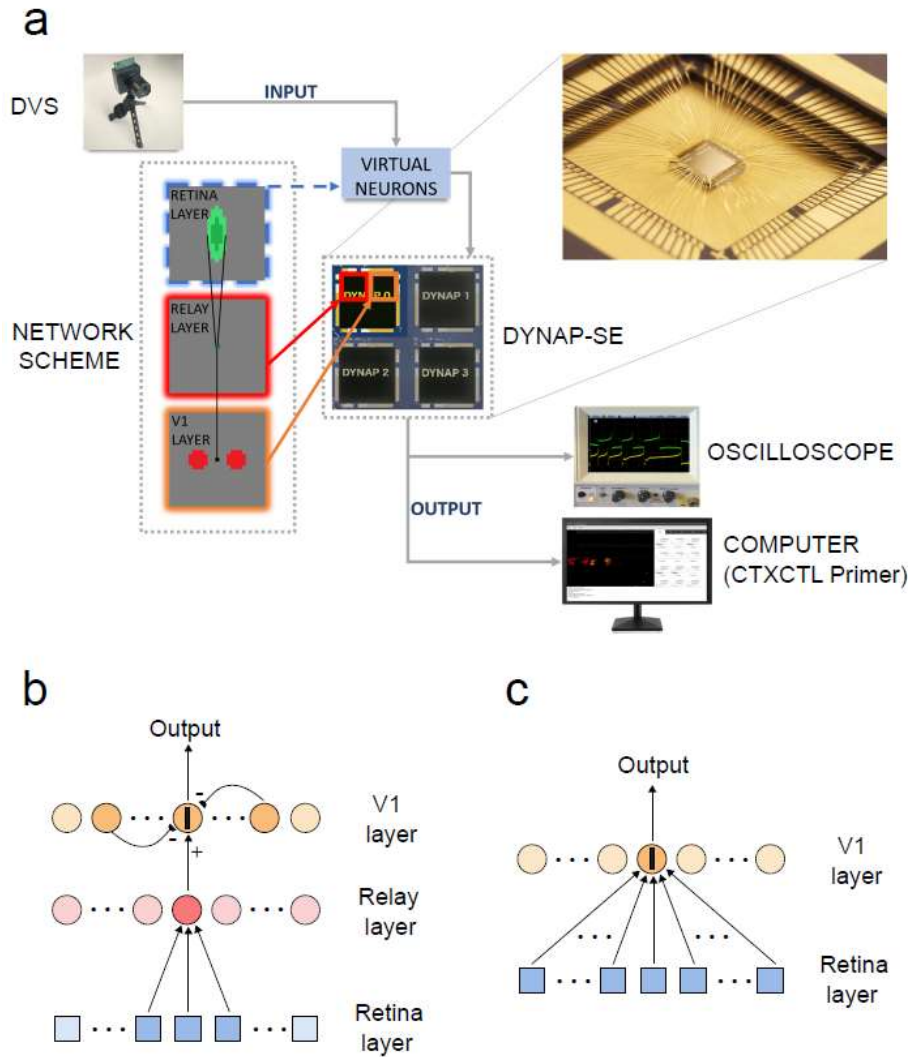 a
DVS
INPUT
VIRTUAL
NEURONS
RETINA
LAYER
RELAY
LAYER
V1
LAYER
NETWORK
SCHEME
DYNAP 1
DYNAP 2
DYNAP 3
DYNAP-SE
OUTPUT
OSCILLOSCOPE
COMPUTER
(CTXCTL Primer)
b
Output
-
-
+
V1
layer
Relay
layer
Retina
layer
c
Output
V1
layer
Retina
layer